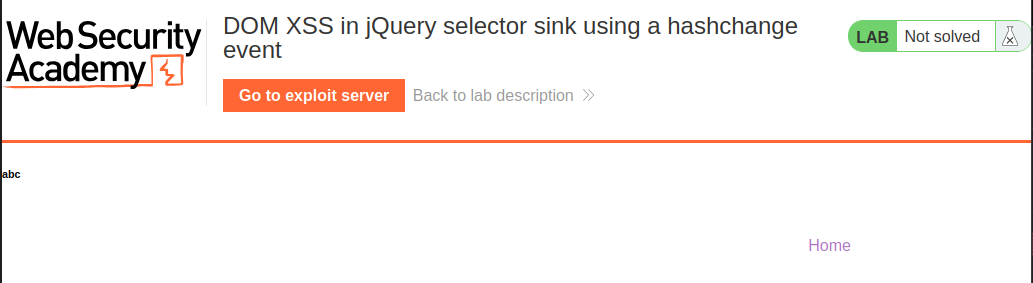 Web Security
Academy
DOM XSS in jQuery selector sink using a hashchange
event
LAB Not solved
Go to exploit server
Back to lab description
abc
Home